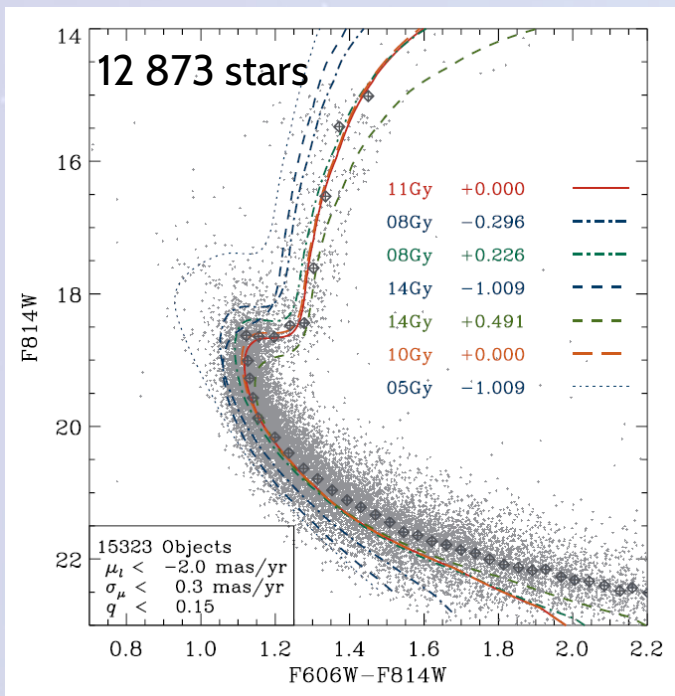 12 873 stars
14
16
18
20
22
F814W
11Gy +0.000
08Gy −0.296
08Gy +0.226
14Gy −1.009
14Gy +0.491
10Gy +0.000
05Gy −1.009
15323 Objects
μl < −2.0 mas/yr
σμ < 0.3 mas/yr
q < 0.15
0.8 1.0 1.2 1.4 1.6 1.8 2.0 2.2
F606W−F814W